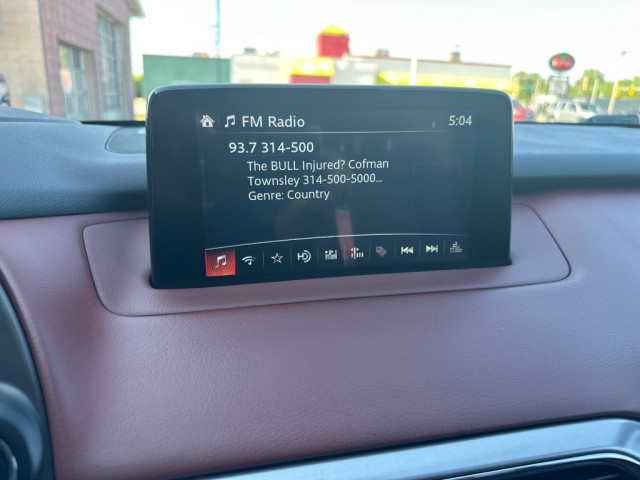 FM Radio 5:04
93.7 314-500
The BULL Injured? Cofman
Townsley 314-500-5000...
Genre: Country